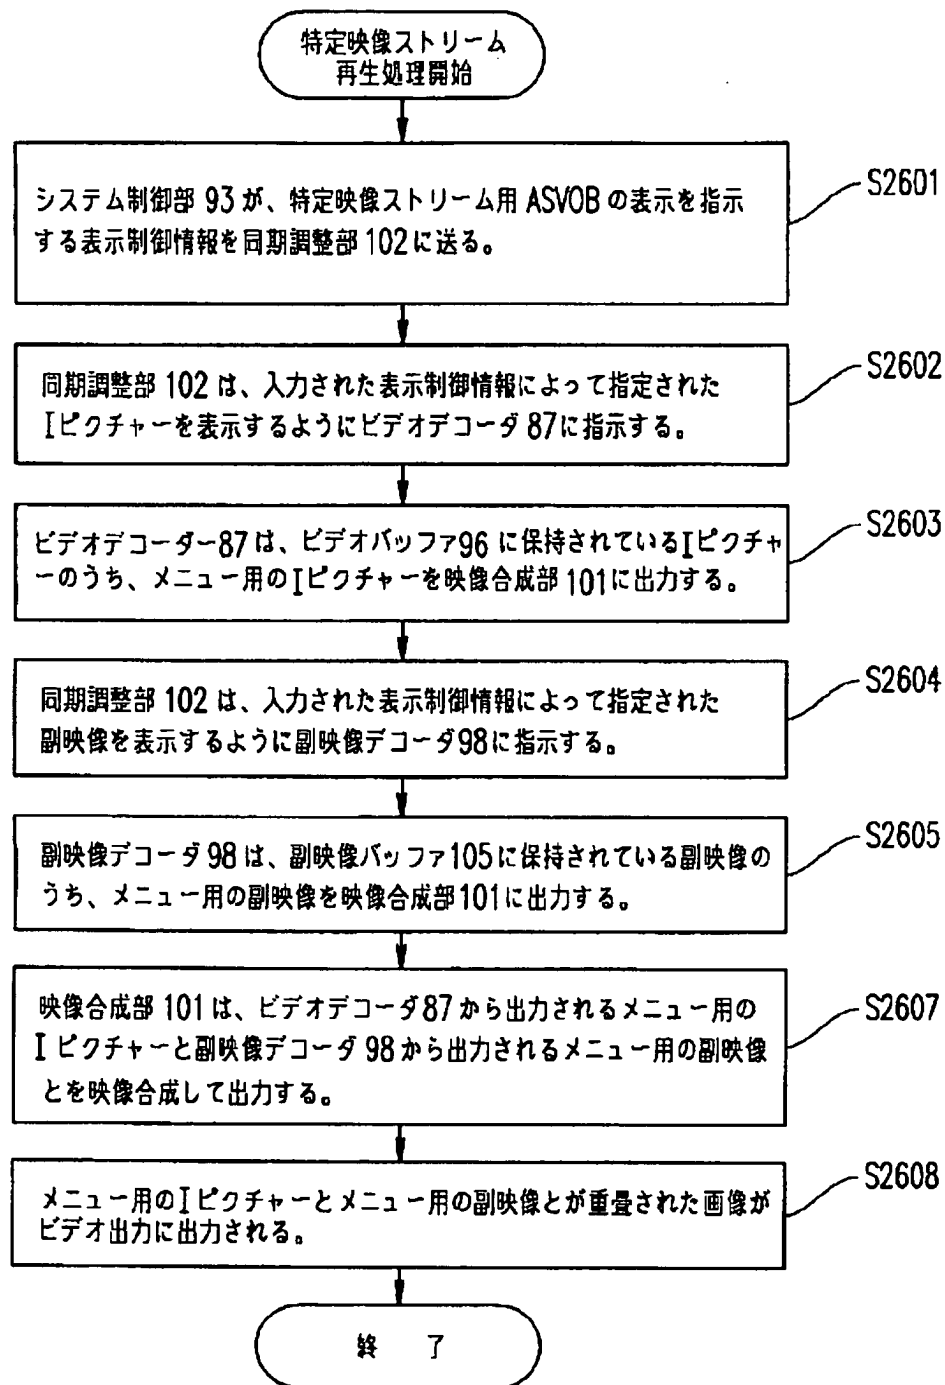 特定映像ストリーム
再生処理開始
システム制御部 93 が、特定映像ストリーム用 ASVOB の表示を指示
する表示制御情報を同期調整部 102 に送る。
S2601
同期調整部 102 は、入力された表示制御情報によって指定された
Iピクチャーを表示するようにビデオデコーダ 87 に指示する。
S2602
ビデオデコーダー87 は、ビデオバッファ96 に保持されているIピクチャ
ーのうち、メニュー用のIピクチャーを映像合成部 101 に出力する。
S2603
同期調整部 102 は、入力された表示制御情報によって指定された
副映像を表示するように副映像デコーダ98 に指示する。
S2604
副映像デコーダ98 は、副映像バッファ105 に保持されている副映像の
うち、メニュー用の副映像を映像合成部 101 に出力する。
S2605
映像合成部 101 は、ビデオデコーダ87 から出力されるメニュー用の
I ピクチャーと副映像デコーダ 98 から出力されるメニュー用の副映像
とを映像合成して出力する。
S2607
メニュー用のIピクチャーとメニュー用の副映像とが重畳された画像が
ビデオ出力に出力される。
S2608
終 了